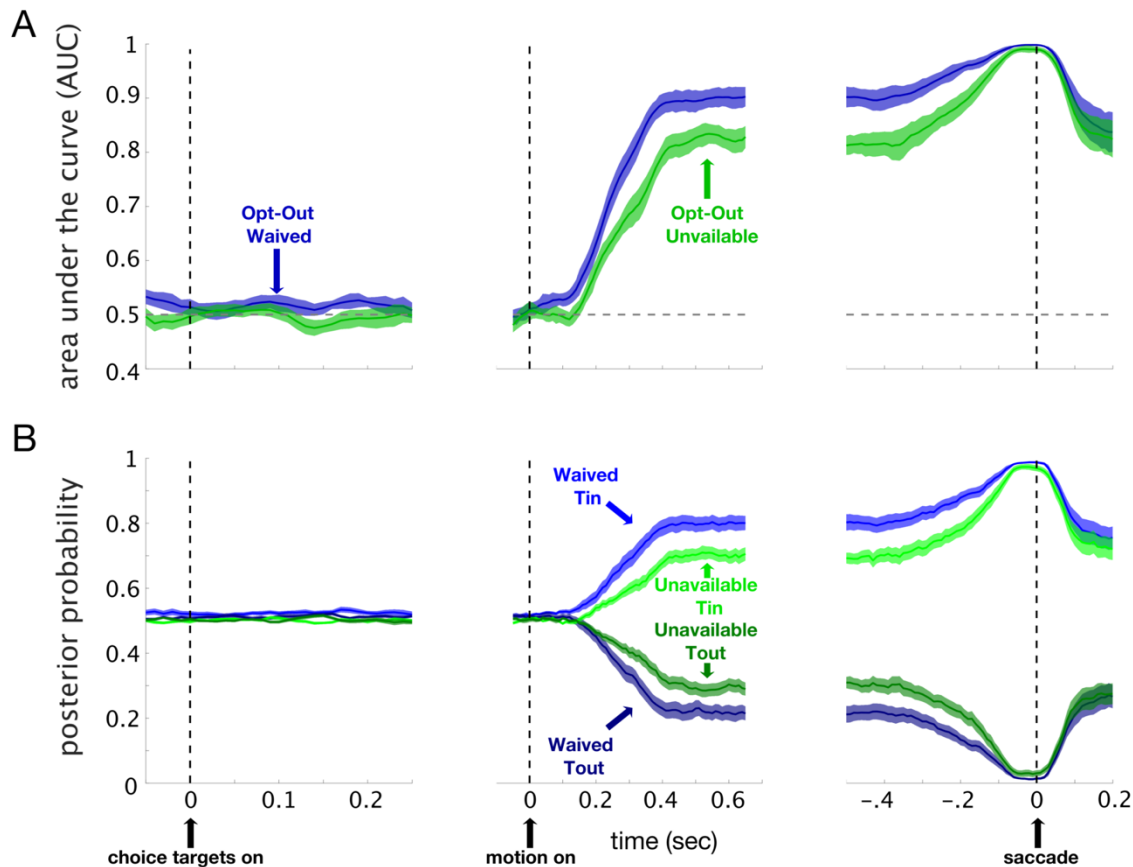 A
area under the curve (AUC)
1
0.9
0.8
0.7
0.6
0.5
0.4
Opt-Out
Waived
Opt-Out
Unvailable
B
posterior probability
1
0.8
0.6
0.4
0.2
0
Waived
Tin
Unavailable
Tin
Unavailable
Tout
Waived
Tout
0 0.1 0.2
0 0.2 0.4 0.6
-.4 -.2 0 0.2
time (sec)
choice targets on
motion on
saccade